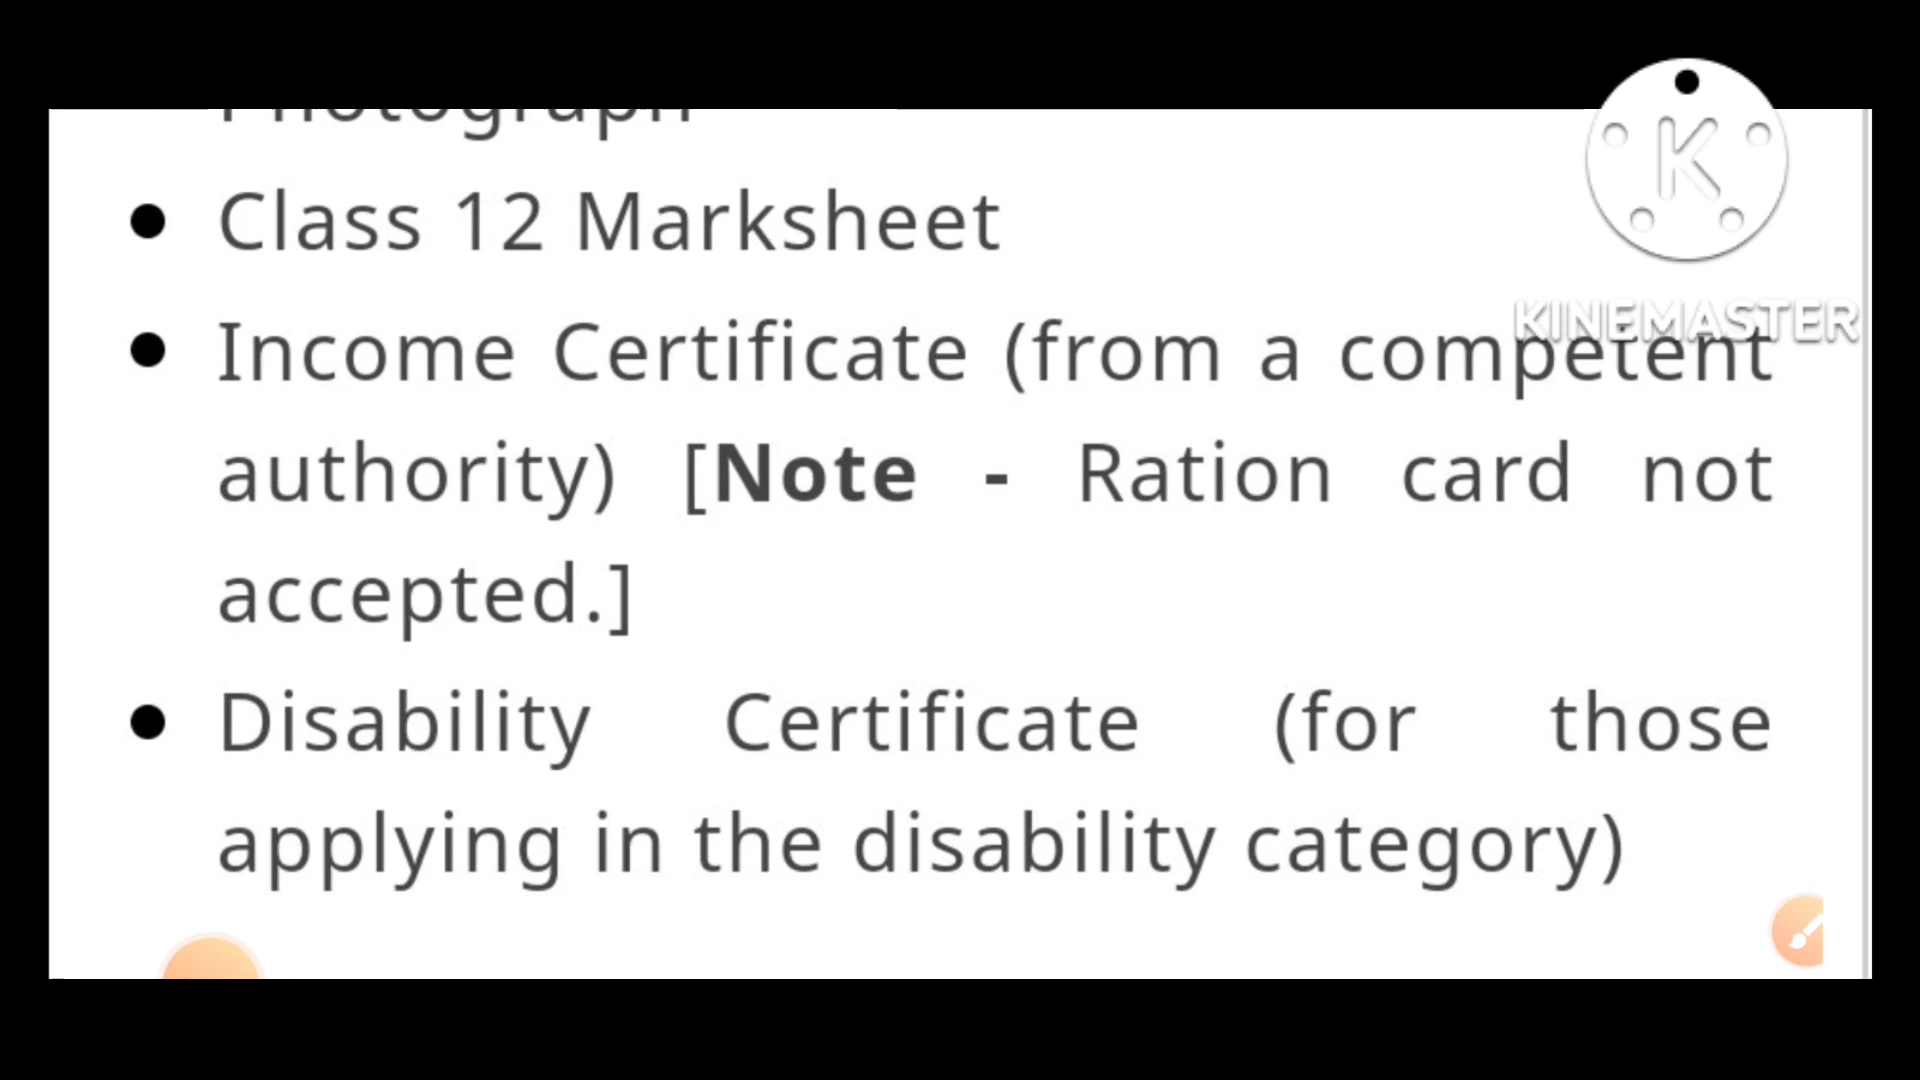 Photograph
● Class 12 Marksheet
KINEMASTER
● Income Certificate (from a competent
authority) [Note - Ration card not
accepted.]
● Disability Certificate (for those
applying in the disability category)